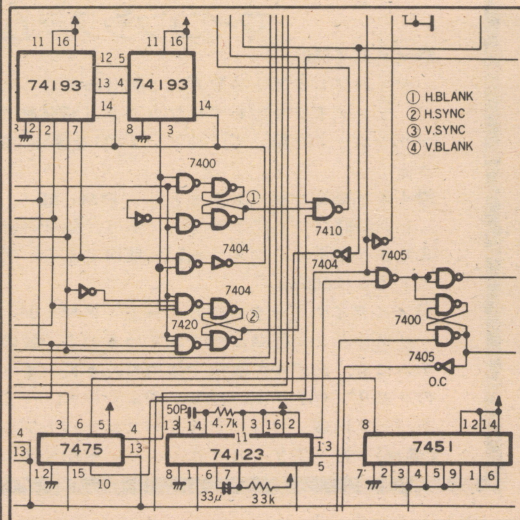 11 16
11 16
12 5
13 4
14
74193
74193
14
3 2 2 7
8 3
① H.BLANK
② H.SYNC
③ V.SYNC
④ V.BLANK
7400
①
7410
7404
7404
7405
7404
7420
②
7400
7405
O.C
50P
4.7k
3 6 5
4
13 14
3 16 2
11
13
8
12 14
4
13
7475
13
74123
5
7451
12 15 10
8 1 6 7
33μ
33k
7 2 3 4 5 9 1 6